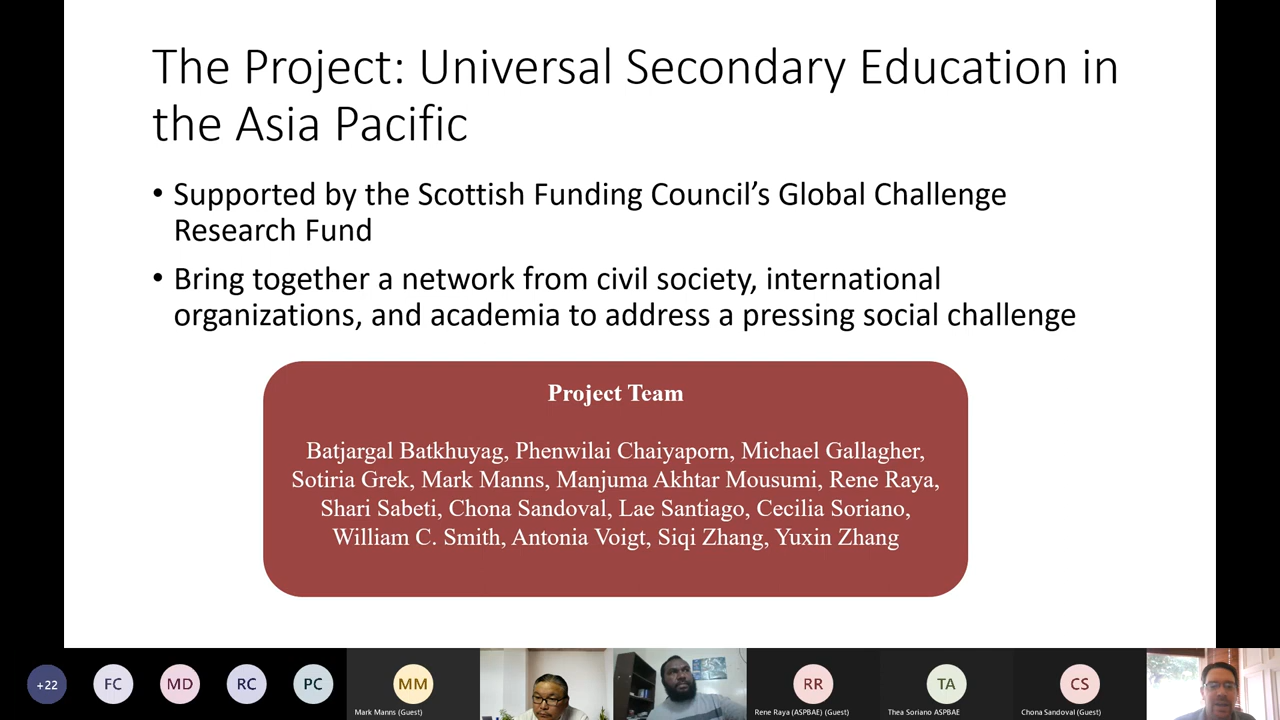 The Project: Universal Secondary Education in
the Asia Pacific
• Supported by the Scottish Funding Council’s Global Challenge
Research Fund
• Bring together a network from civil society, international
organizations, and academia to address a pressing social challenge
Project Team
Batjargal Batkhuyag, Phenwilai Chaiyaporn, Michael Gallagher,
Sotiria Grek, Mark Manns, Manjuma Akhtar Mousumi, Rene Raya,
Shari Sabeti, Chona Sandoval, Lae Santiago, Cecilia Soriano,
William C. Smith, Antonia Voigt, Siqi Zhang, Yuxin Zhang
+22 FC MD RC PC MM RR TA CS
Mark Manns (Guest) Rene Raya (ASPBAE) (Guest) Thea Soriano ASPBAE Chona Sandoval (Guest)